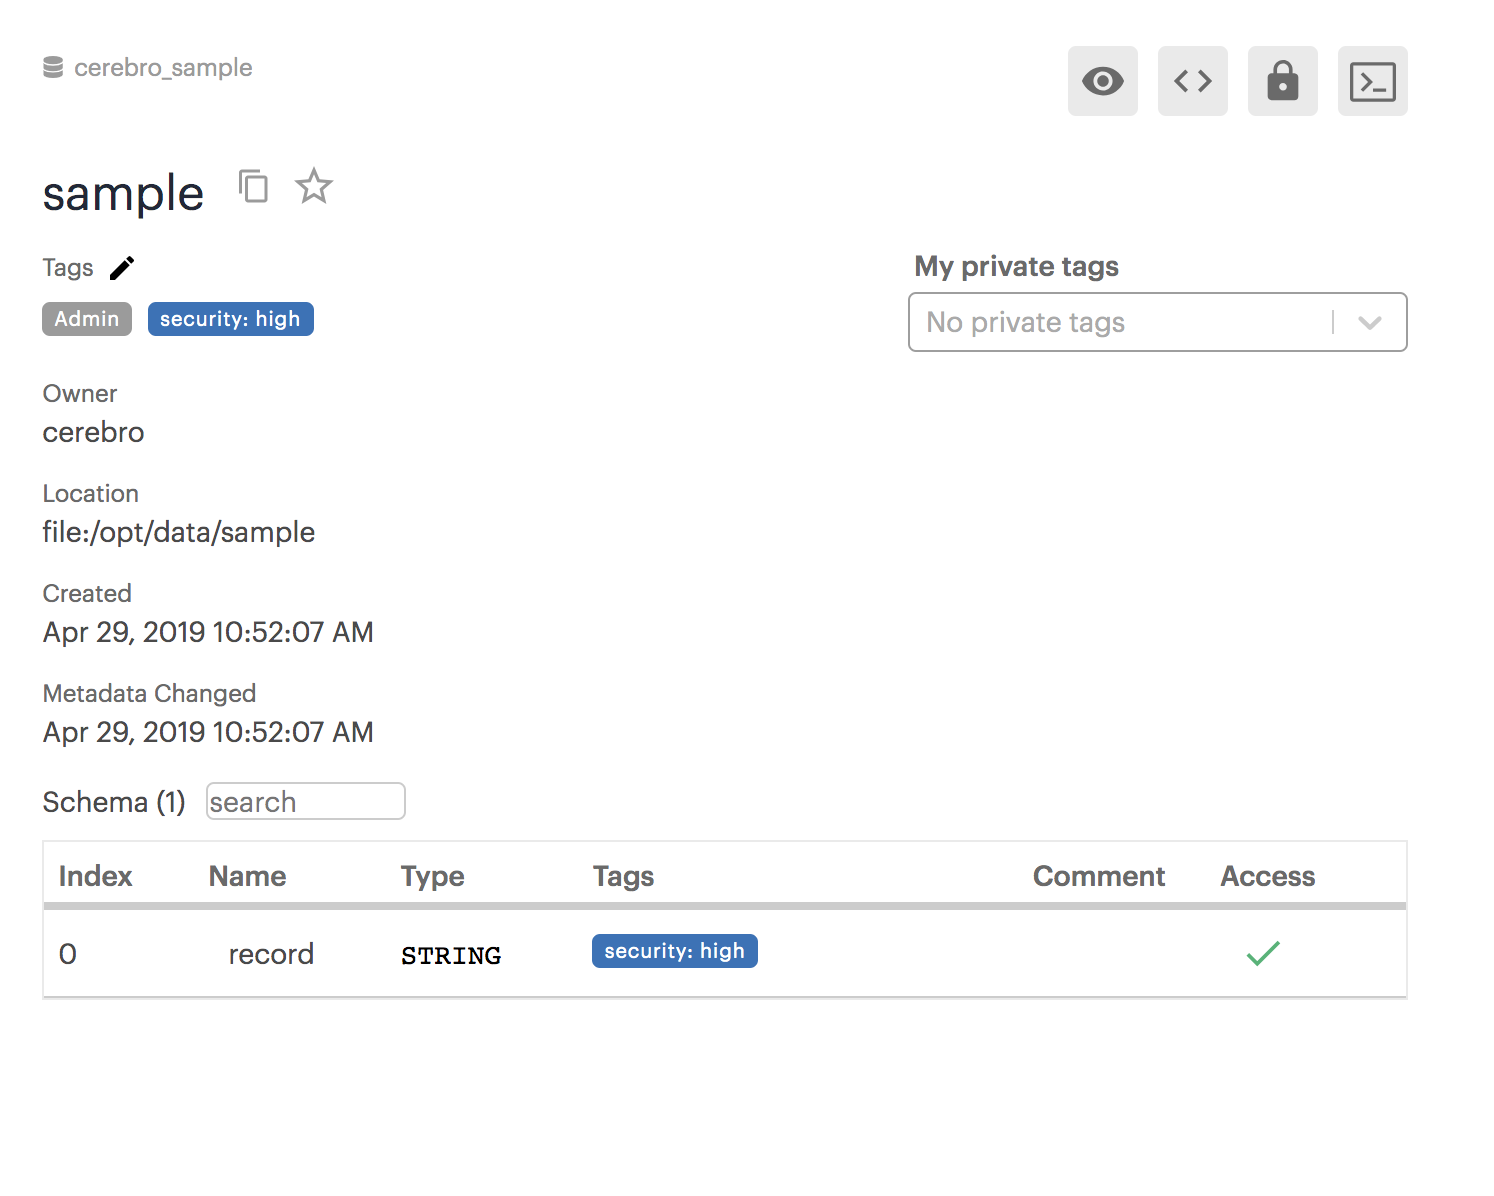 cerebro_sample
sample
Tags
Admin security: high
My private tags
No private tags
Owner
cerebro
Location
file:/opt/data/sample
Created
Apr 29, 2019 10:52:07 AM
Metadata Changed
Apr 29, 2019 10:52:07 AM
Schema (1) search
Index Name Type Tags Comment Access
0 record STRING security: high